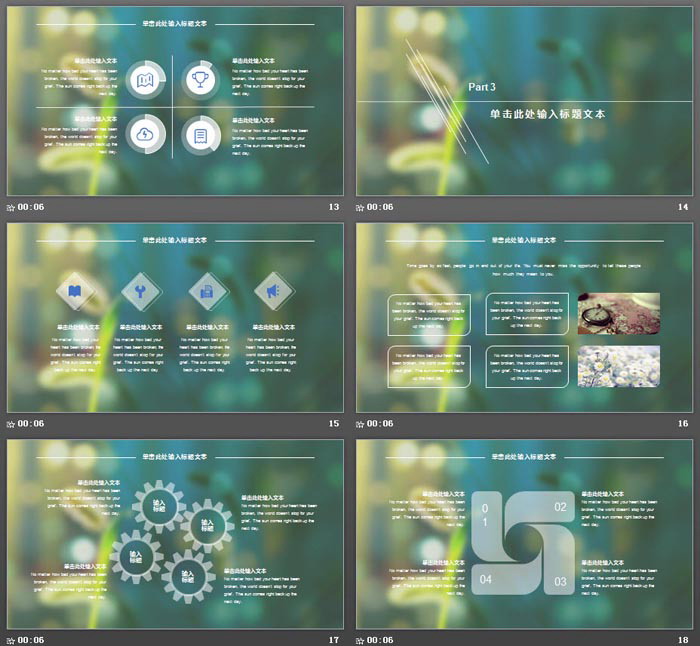 单击此处输入标题文本
单击此处输入文本
No matter how bad your heart has been
broken, the world doesn't stop for your
grief. The sun comes right back up the
next day.
单击此处输入文本
No matter how bad your heart has been
broken, the world doesn't stop for your
grief. The sun comes right back up the
next day.
单击此处输入文本
No matter how bad your heart has been
broken, the world doesn't stop for your
grief. The sun comes right back up the
next day.
单击此处输入文本
No matter how bad your heart has been
broken, the world doesn't stop for your
grief. The sun comes right back up the
next day.
00:06
13
Part 3
单击此处输入标题文本
00:06
14
单击此处输入标题文本
单击此处输入文本
No matter how bad your
heart has been broken, the
world doesn't stop for your
grief. The sun comes right
back up the next day.
单击此处输入文本
No matter how bad your
heart has been broken, the
world doesn't stop for your
grief. The sun comes right
back up the next day.
单击此处输入文本
No matter how bad your
heart has been broken, the
world doesn't stop for your
grief. The sun comes right
back up the next day.
单击此处输入文本
No matter how bad your
heart has been broken, the
world doesn't stop for your
grief. The sun comes right
back up the next day.
00:06
15
单击此处输入标题文本
Time goes by so fast, people go in and out of your life. You must never miss the opportunity to tell these people
how much they mean to you.
No matter how bad your heart has
been broken, the world doesn't stop for
your grief. The sun comes right back
up the next day.
No matter how bad your heart has
been broken, the world doesn't stop for
your grief. The sun comes right back
up the next day.
No matter how bad your heart has
been broken, the world doesn't stop for
your grief. The sun comes right back
up the next day.
No matter how bad your heart has
been broken, the world doesn't stop for
your grief. The sun comes right back
up the next day.
00:06
16
单击此处输入标题文本
单击此处输入文本
No matter how bad your heart has been
broken, the world doesn't stop for your
grief. The sun comes right back up the
next day.
输入
标题
输入
标题
单击此处输入文本
No matter how bad your heart has been
broken, the world doesn't stop for your
grief. The sun comes right back up the
next day.
输入
标题
输入
标题
单击此处输入文本
No matter how bad your heart has been
broken, the world doesn't stop for your
grief. The sun comes right back up the
next day.
单击此处输入文本
No matter how bad your heart has been
broken, the world doesn't stop for your
grief. The sun comes right back up the
next day.
00:06
17
单击此处输入标题文本
单击此处输入文本
No matter how bad your heart has been
broken, the world doesn't stop for your
grief. The sun comes right back up the
next day.
0
1
02
单击此处输入文本
No matter how bad your heart has been
broken, the world doesn't stop for your
grief. The sun comes right back up the
next day.
单击此处输入文本
No matter how bad your heart has been
broken, the world doesn't stop for your
grief. The sun comes right back up the
next day.
04
03
单击此处输入文本
No matter how bad your heart has been
broken, the world doesn't stop for your
grief. The sun comes right back up the
next day.
00:06
18